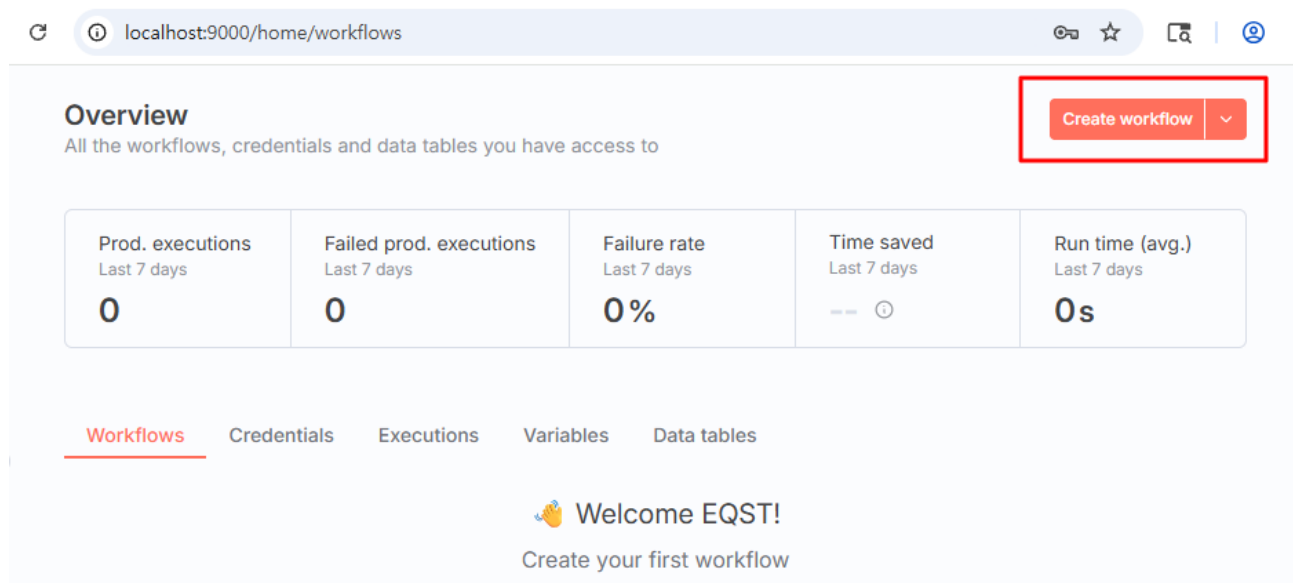 localhost:9000/home/workflows
Overview
Create workflow
All the workflows, credentials and data tables you have access to
Prod. executions
Last 7 days
0
Failed prod. executions
Last 7 days
0
Failure rate
Last 7 days
0%
Time saved
Last 7 days
--
Run time (avg.)
Last 7 days
0s
Workflows Credentials Executions Variables Data tables
👋 Welcome EQST!
Create your first workflow